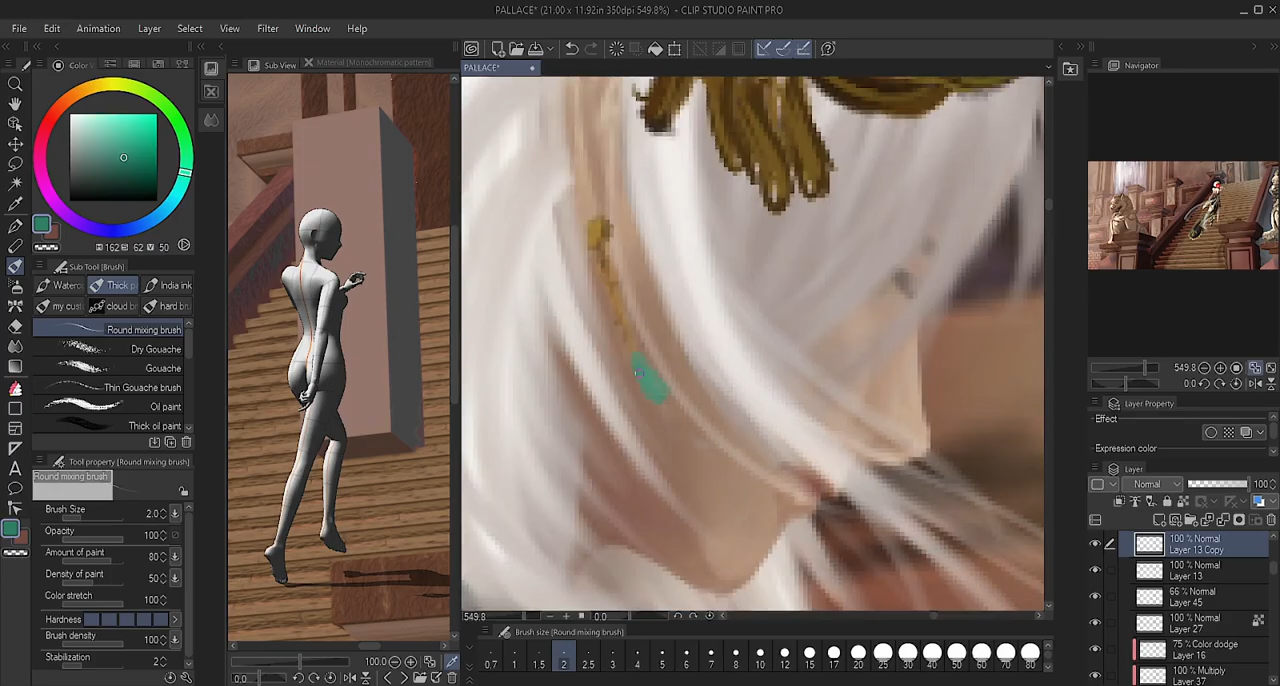 PALLACE* (21.00 x 11.92in 350dpi 549.8%) - CLIP STUDIO PAINT PRO
File Edit Animation Layer Select View Filter Window Help
Color
Sub View
Material [Monochromatic pattern]
PALLACE*
Navigator
H 162 S 62 V 50
Sub Tool [Brush]
Thick p
India ink
my cus
cloud b
hard br
Round mixing brush
Dry Gouache
Gouache
Thin Gouache brush
Oil paint
Thick oil paint
Tool property [Round mixing brush]
Round mixing brush
Brush Size 2.0
Opacity 100
Amount of paint 80
Density of paint 50
Color stretch 100
Hardness
Brush density 100
Stabilization 2
100.0
0.0
549.8
0.0
Brush size [Round mixing brush]
0.7 1 1.5 2 2.5 3 4 5 6 7 8 10 12 15 17 20 25 30 40 50 60 70 80
549.8
0.0
Layer Property
Effect
Expression color
Layer
Normal 100
100 % Normal
Layer 13 Copy
100 % Normal
Layer 13
66 % Normal
Layer 45
100 % Normal
Layer 27
75 % Color dodge
Layer 16
100 % Multiply
Layer 37